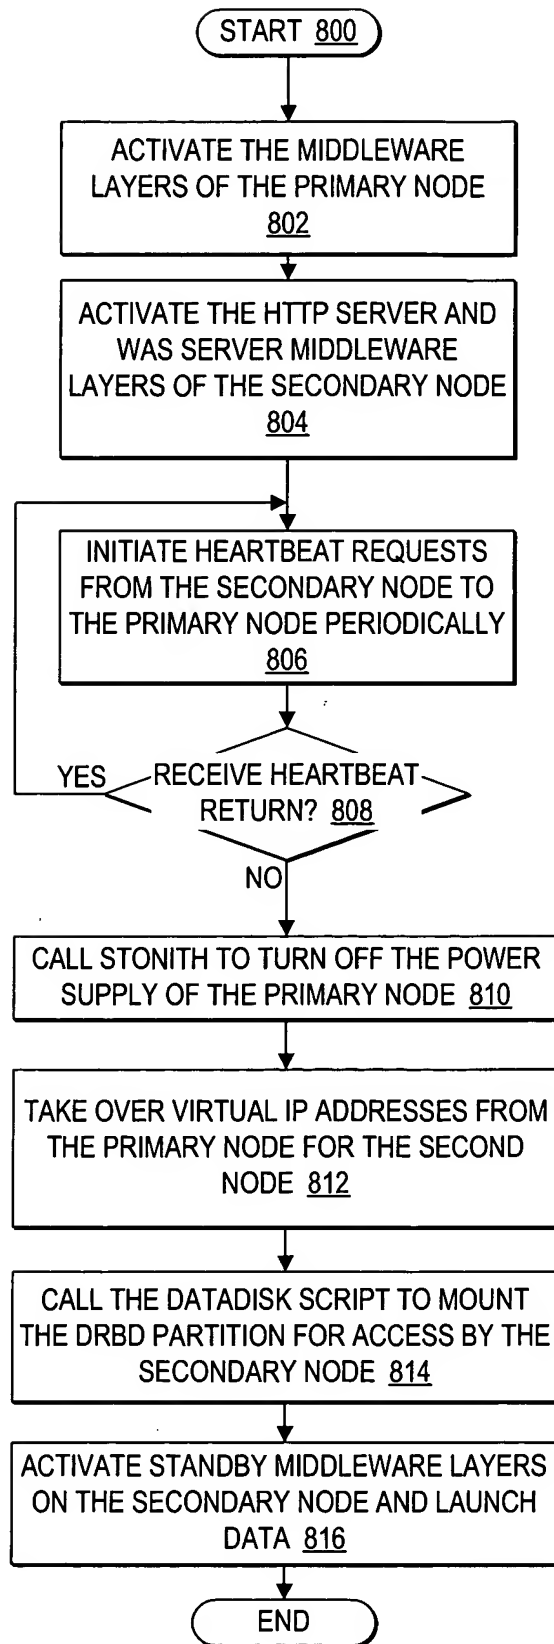 START 800
ACTIVATE THE MIDDLEWARE
LAYERS OF THE PRIMARY NODE
802
ACTIVATE THE HTTP SERVER AND
WAS SERVER MIDDLEWARE
LAYERS OF THE SECONDARY NODE
804
INITIATE HEARTBEAT REQUESTS
FROM THE SECONDARY NODE TO
THE PRIMARY NODE PERIODICALLY
806
YES
RECEIVE HEARTBEAT
RETURN? 808
NO
CALL STONITH TO TURN OFF THE POWER
SUPPLY OF THE PRIMARY NODE 810
TAKE OVER VIRTUAL IP ADDRESSES FROM
THE PRIMARY NODE FOR THE SECOND
NODE 812
CALL THE DATADISK SCRIPT TO MOUNT
THE DRBD PARTITION FOR ACCESS BY THE
SECONDARY NODE 814
ACTIVATE STANDBY MIDDLEWARE LAYERS
ON THE SECONDARY NODE AND LAUNCH
DATA 816
END